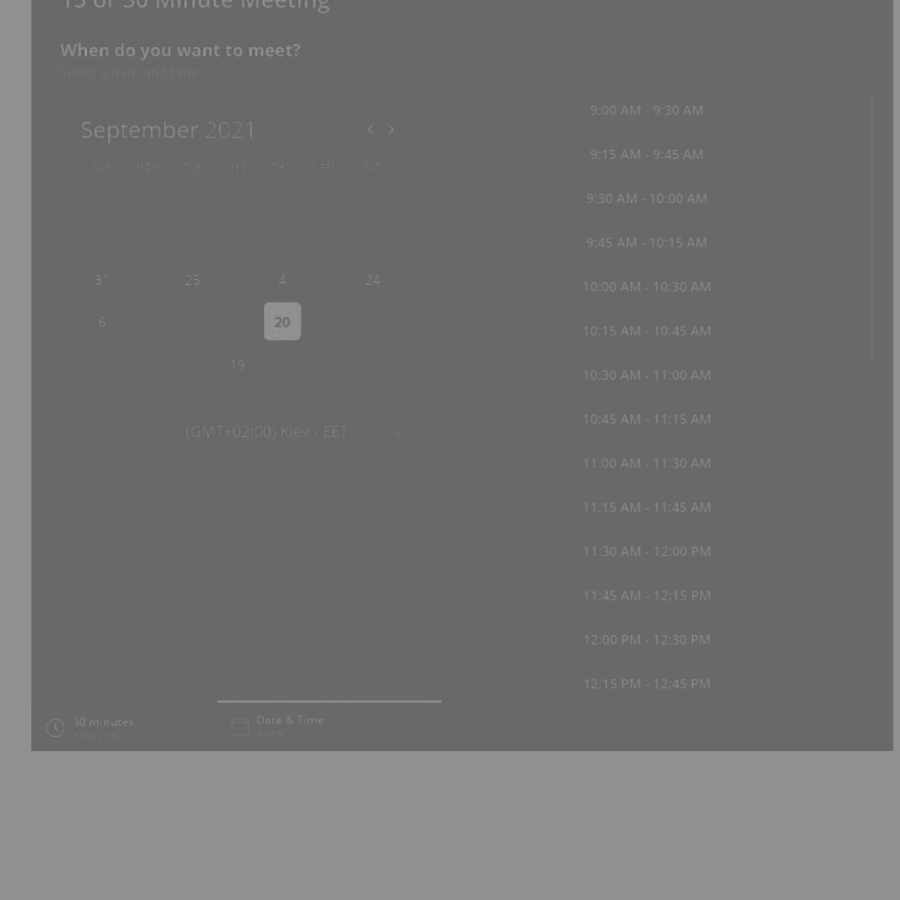 15 or 30 Minute Meeting
When do you want to meet?
Select a date and time
September 2021
SUN MON TUE WED TH FRI SAT
31 25 4 24
6 20
19
(GMT+02:00) Kiev - EET
9:00 AM - 9:30 AM
9:15 AM - 9:45 AM
9:30 AM - 10:00 AM
9:45 AM - 10:15 AM
10:00 AM - 10:30 AM
10:15 AM - 10:45 AM
10:30 AM - 11:00 AM
10:45 AM - 11:15 AM
11:00 AM - 11:30 AM
11:15 AM - 11:45 AM
11:30 AM - 12:00 PM
11:45 AM - 12:15 PM
12:00 PM - 12:30 PM
12:15 PM - 12:45 PM
30 minutes
HOW LONG
Date & Time
WHEN